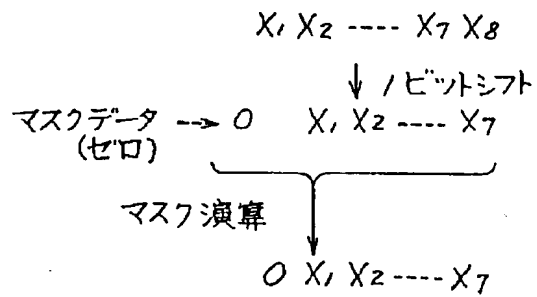 X₁ X₂ ---- X₇ X₈
↓ 1ビットシフト
マスクデータ --→ 0 X₁ X₂ ---- X₇
(ゼロ)
マスク演算
0 X₁ X₂ ---- X₇